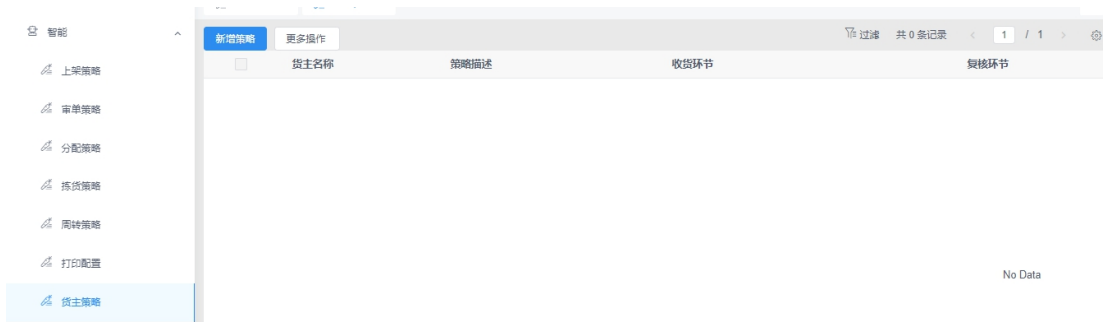 智能
新增策略 更多操作 过滤 共 0 条记录 < 1 / 1 >
货主名称 策略描述 收货环节 复核环节
上架策略
审单策略
分配策略
拣货策略
周转策略
打印配置
No Data
货主策略